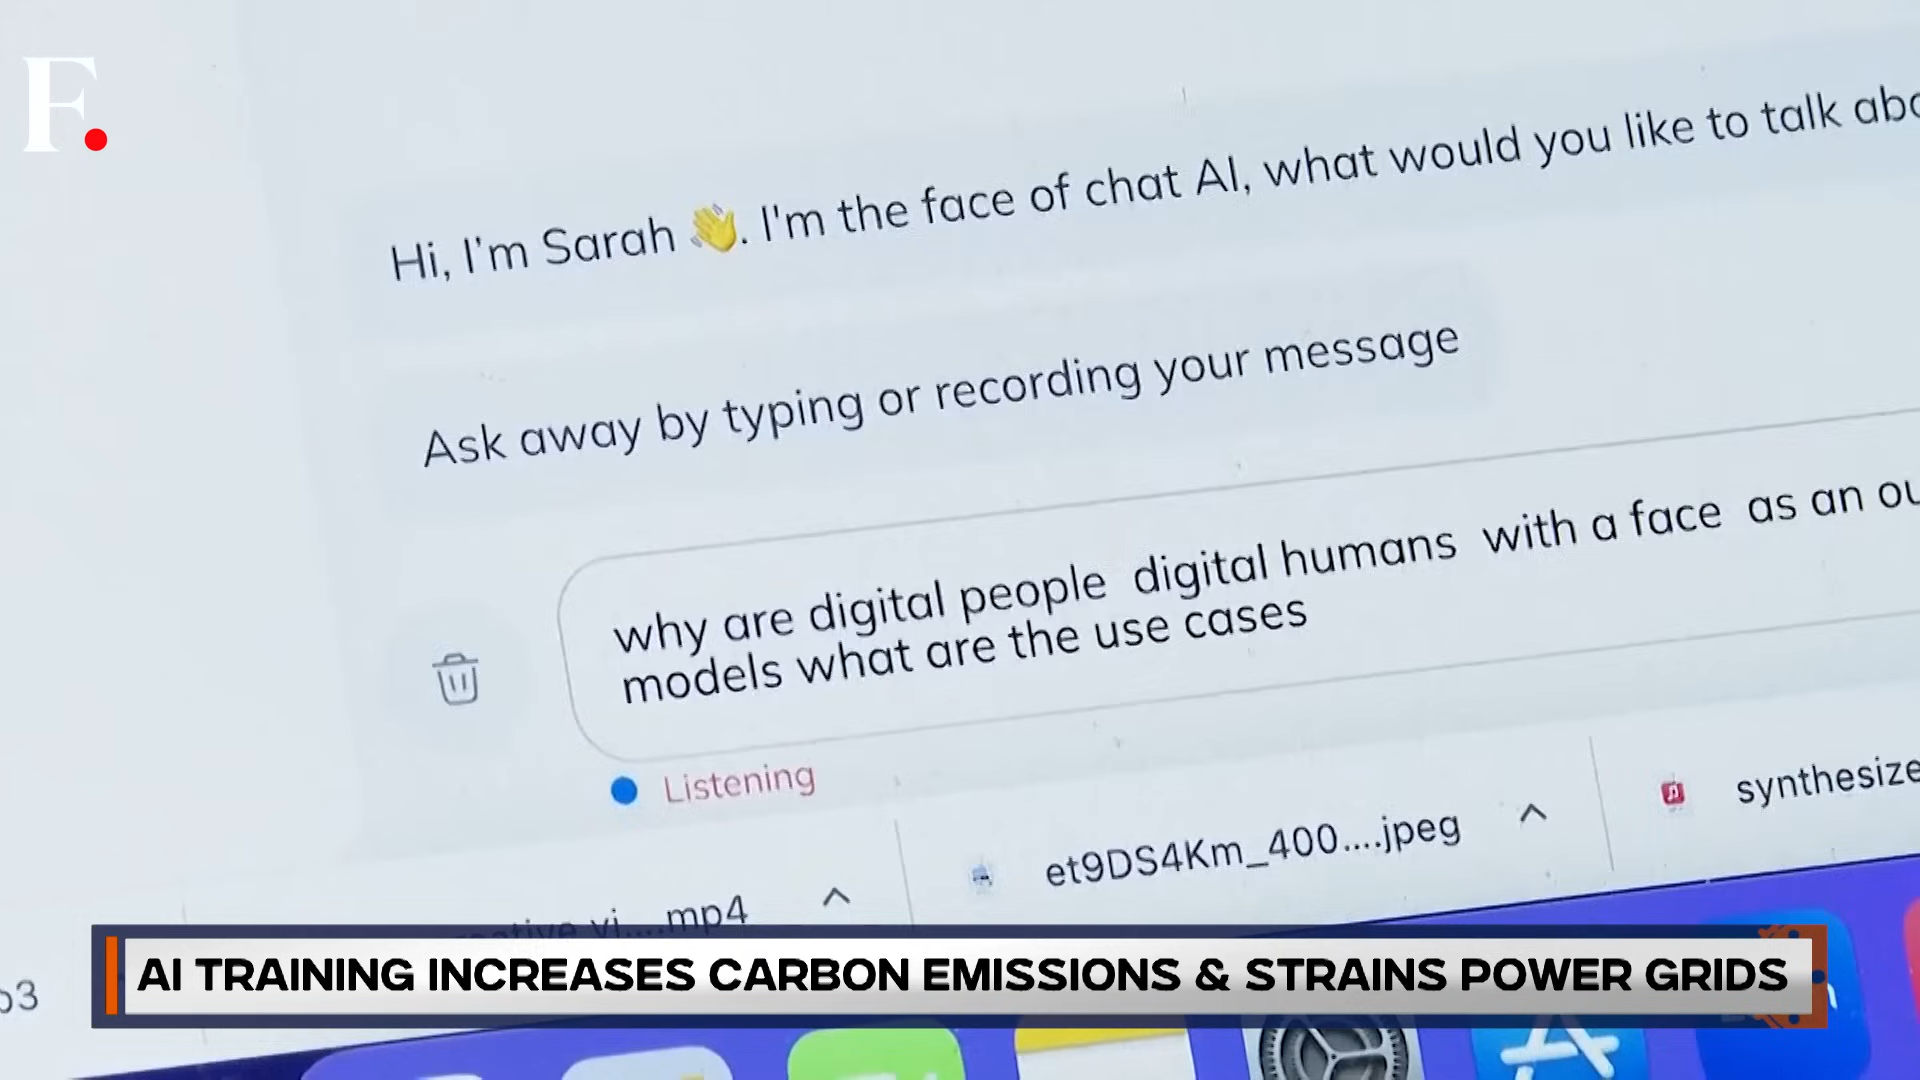 F.
Hi, I'm Sarah 👋. I'm the face of chat AI, what would you like to talk
Ask away by typing or recording your message
why are digital people digital humans with a face as an
models what are the use cases
Listening
et9DS4Km_400....jpeg
synthesize
vi....mp4
AI TRAINING INCREASES CARBON EMISSIONS & STRAINS POWER GRIDS